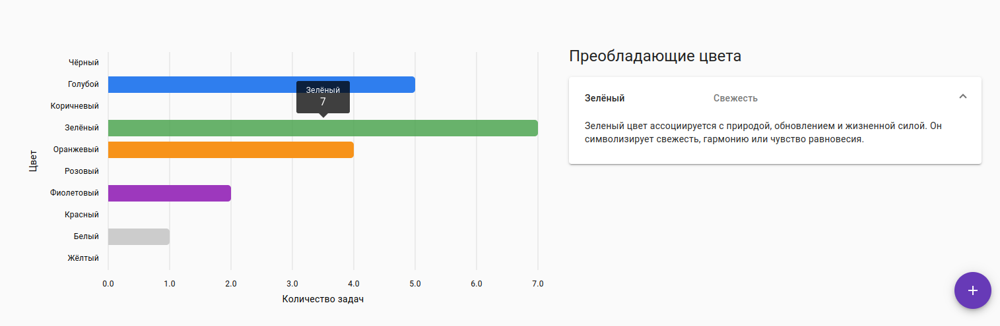 Чёрный
Голубой
Коричневый
Зелёный
Оранжевый
Розовый
Фиолетовый
Красный
Белый
Жёлтый
Цвет
Зелёный
7
0.0 1.0 2.0 3.0 4.0 5.0 6.0 7.0
Количество задач
Преобладающие цвета
Зелёный Свежесть
Зеленый цвет ассоциируется с природой, обновлением и жизненной силой. Он
символизирует свежесть, гармонию или чувство равновесия.